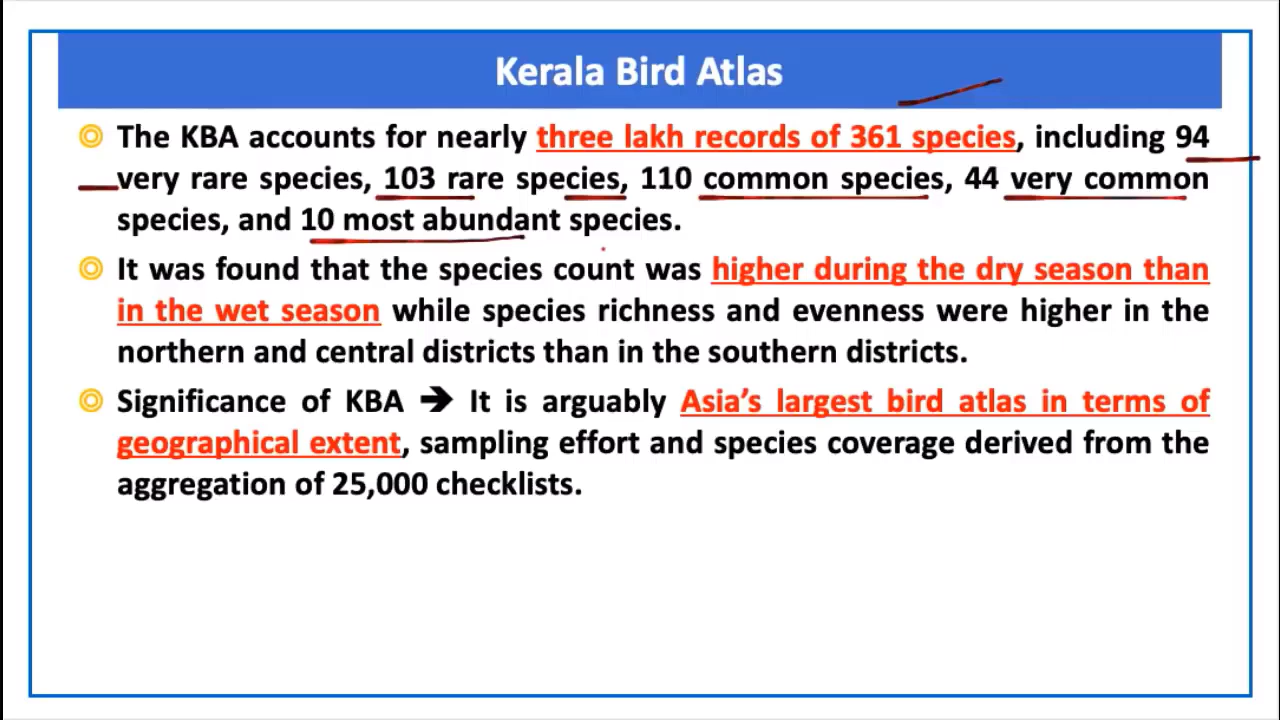 Kerala Bird Atlas
The KBA accounts for nearly three lakh records of 361 species, including 94
very rare species, 103 rare species, 110 common species, 44 very common
species, and 10 most abundant species.
It was found that the species count was higher during the dry season than
in the wet season while species richness and evenness were higher in the
northern and central districts than in the southern districts.
Significance of KBA ➔ It is arguably Asia's largest bird atlas in terms of
geographical extent, sampling effort and species coverage derived from the
aggregation of 25,000 checklists.